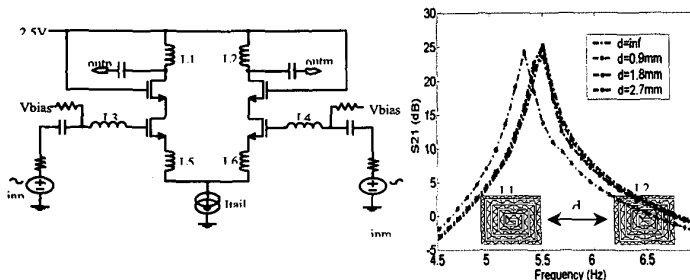 2.5V
outp
L1
L2
outm
Vbias
L3
L4
Vbias
L5
L6
Itail
inp
inm
S21 (dB)
30
25
20
15
10
5
0
-5
d=inf
d=0.9mm
d=1.8mm
d=2.7mm
L1
d
L2
4.5
5
5.5
6
6.5
Frequency (Hz)